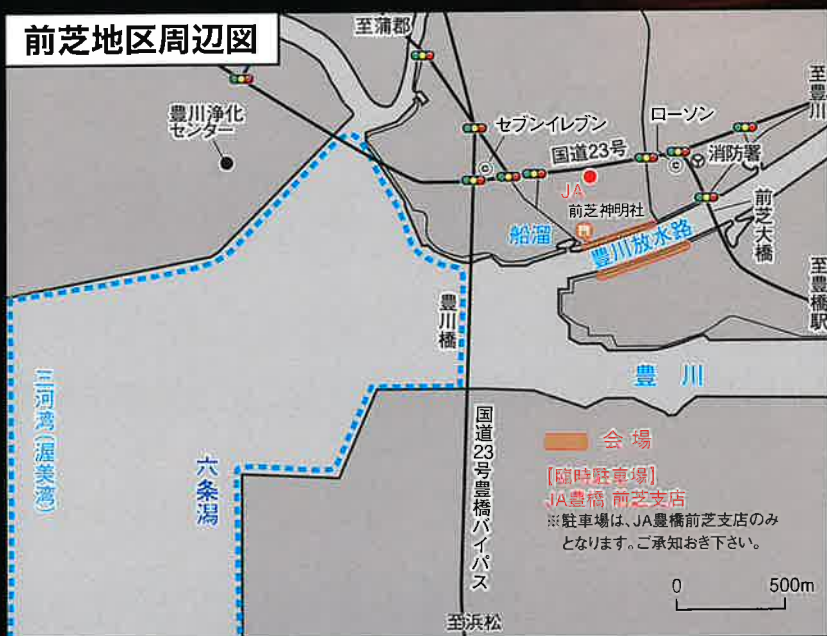 前芝地区周辺図
至蒲郡
至豊川
豊川浄化
センター
セブンイレブン
ローソン
国道23号
消防署
JA
前芝神明社
船溜
豊川放水路
前芝大橋
至豊橋駅
豊川橋
豊川
三河湾(渥美湾)
六条潟
国道23号豊橋バイパス
会場
[臨時駐車場]
JA豊橋 前芝支店
※駐車場は、JA豊橋前芝支店のみ
となります。ご承知おき下さい。
0 500m
至浜松